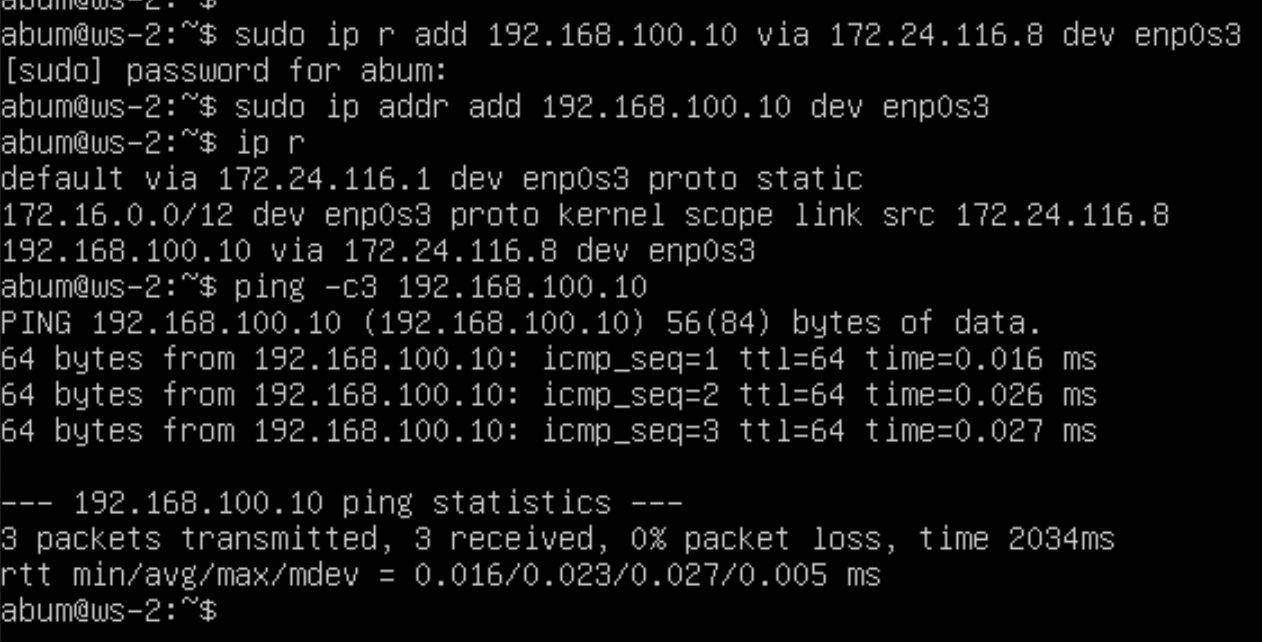 abum@ws-2:~$
abum@ws-2:~$ sudo ip r add 192.168.100.10 via 172.24.116.8 dev enp0s3
[sudo] password for abum:
abum@ws-2:~$ sudo ip addr add 192.168.100.10 dev enp0s3
abum@ws-2:~$ ip r
default via 172.24.116.1 dev enp0s3 proto static
172.16.0.0/12 dev enp0s3 proto kernel scope link src 172.24.116.8
192.168.100.10 via 172.24.116.8 dev enp0s3
abum@ws-2:~$ ping -c3 192.168.100.10
PING 192.168.100.10 (192.168.100.10) 56(84) bytes of data.
64 bytes from 192.168.100.10: icmp_seq=1 ttl=64 time=0.016 ms
64 bytes from 192.168.100.10: icmp_seq=2 ttl=64 time=0.026 ms
64 bytes from 192.168.100.10: icmp_seq=3 ttl=64 time=0.027 ms
--- 192.168.100.10 ping statistics ---
3 packets transmitted, 3 received, 0% packet loss, time 2034ms
rtt min/avg/max/mdev = 0.016/0.023/0.027/0.005 ms
abum@ws-2:~$